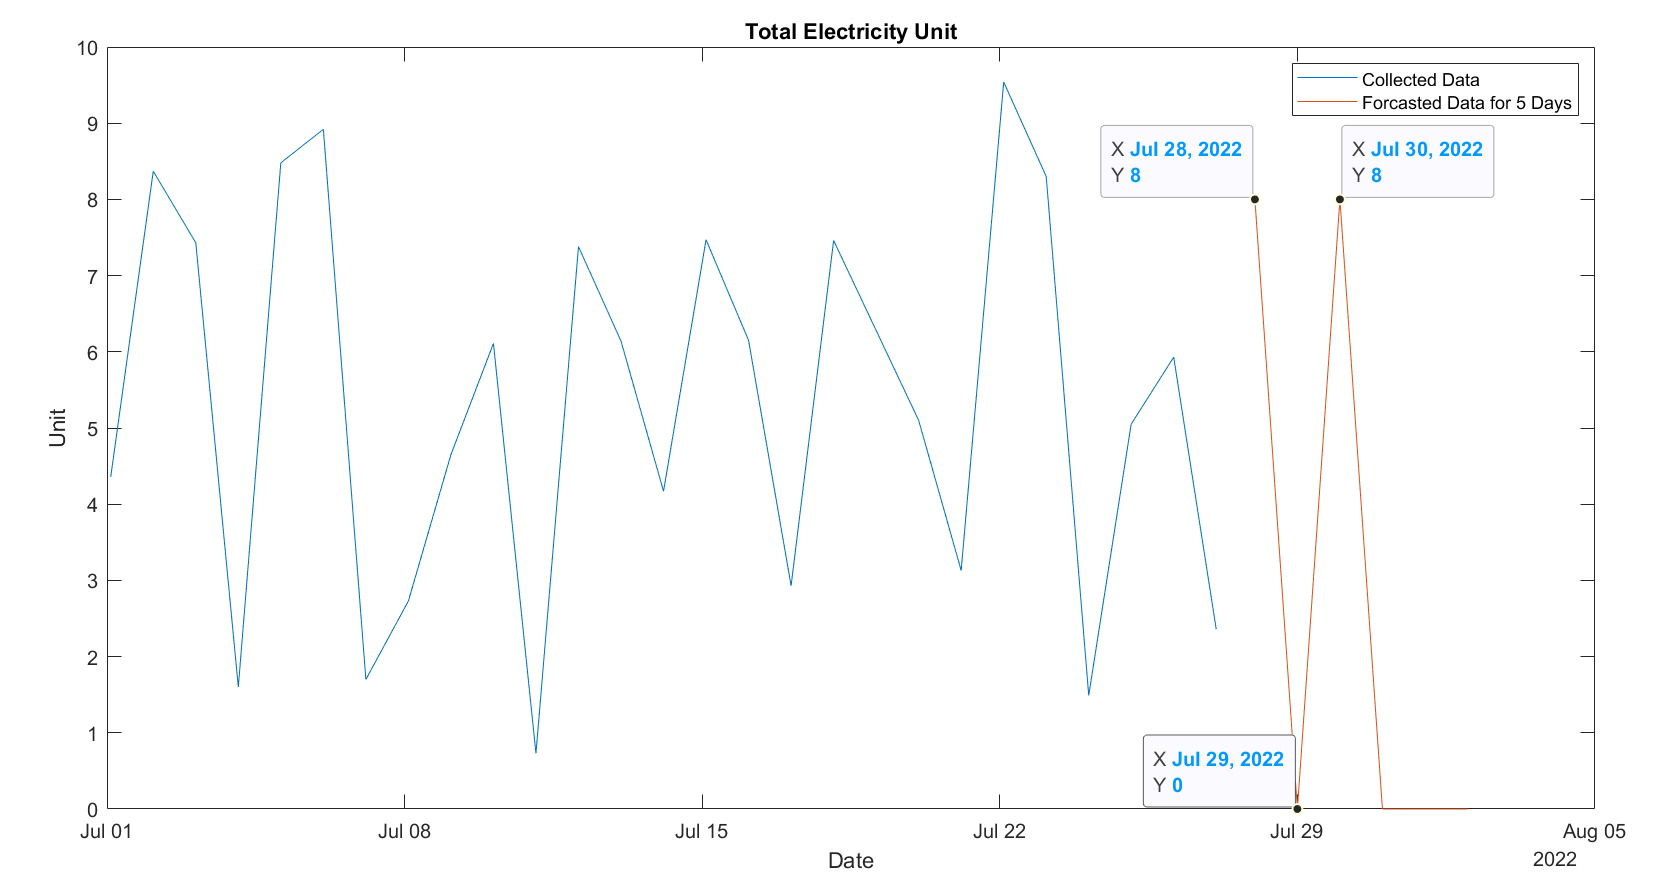 Total Electricity Unit
10
9
8
7
6
5
4
3
2
1
0
Unit
Collected Data
Forcasted Data for 5 Days
X Jul 28, 2022
Y 8
X Jul 30, 2022
Y 8
X Jul 29, 2022
Y 0
Jul 01
Jul 08
Jul 15
Jul 22
Jul 29
Aug 05
Date
2022